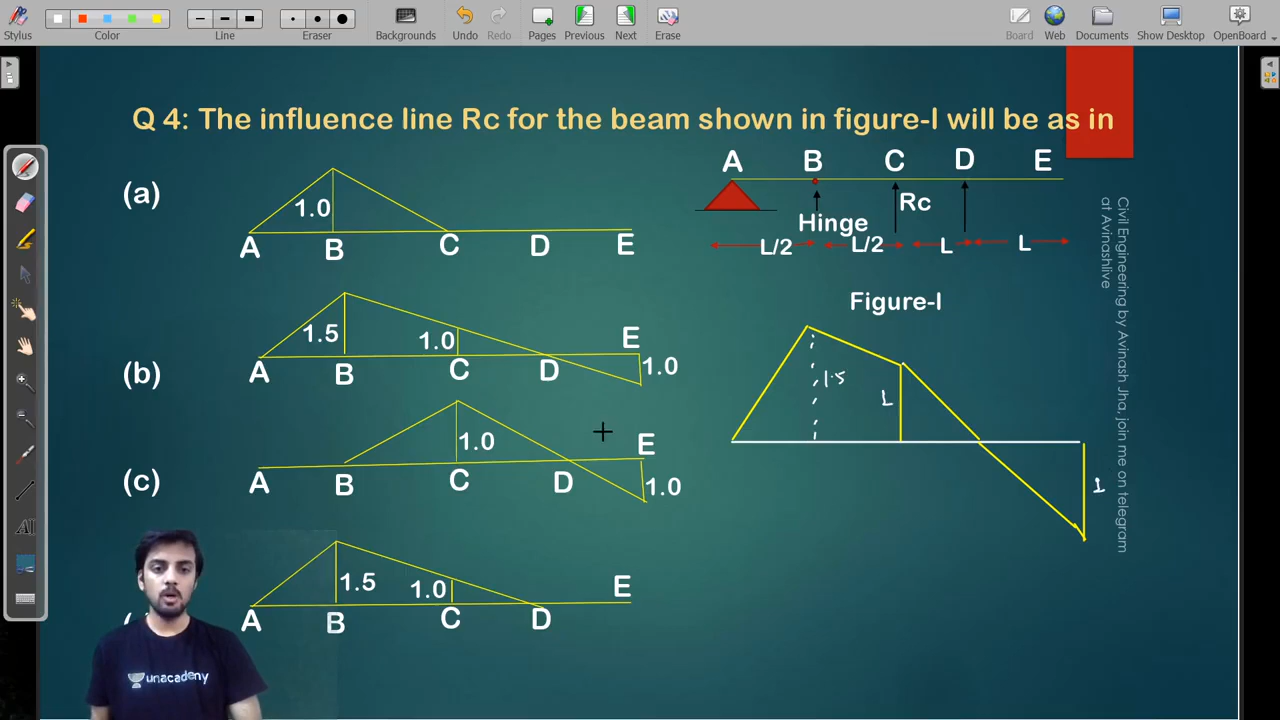 Stylus
Color
Line
Eraser
Backgrounds
Undo
Redo
Pages
Previous
Next
Erase
Board
Web
Documents
Show Desktop
OpenBoard
Q 4: The influence line Rc for the beam shown in figure-I will be as in
(a)
1.0
A B C D E
A B C D E
Rc
Hinge
L/2 L/2 L L
Figure-I
(b)
1.5 1.0 E 1.0
A B C D
(c)
1.0 E 1.0
A B C D
1.5 1.0 E
A B C D
1.5
1
1
Civil Engineering by Avinash Jha, join me on telegram
at Avinashlive
unacademy